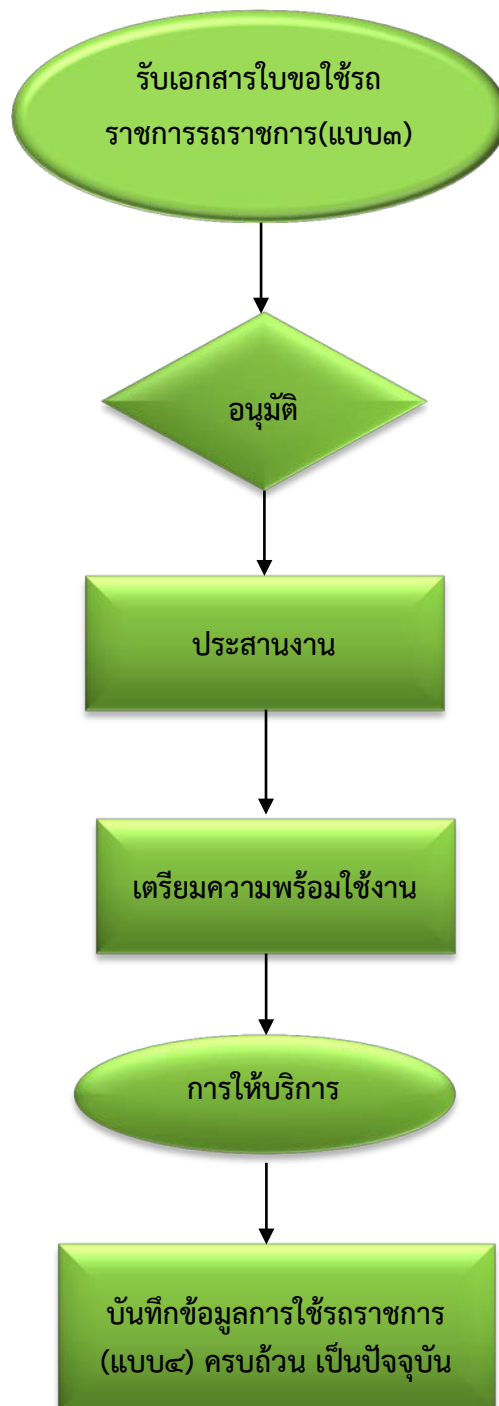 รับเอกสารใบขอใช้รถ
ราชการรถราชการ(แบบ๓)
อนุมัติ
ประสานงาน
เตรียมความพร้อมใช้งาน
การให้บริการ
บันทึกข้อมูลการใช้รถราชการ
(แบบ๔) ครบถ้วน เป็นปัจจุบัน